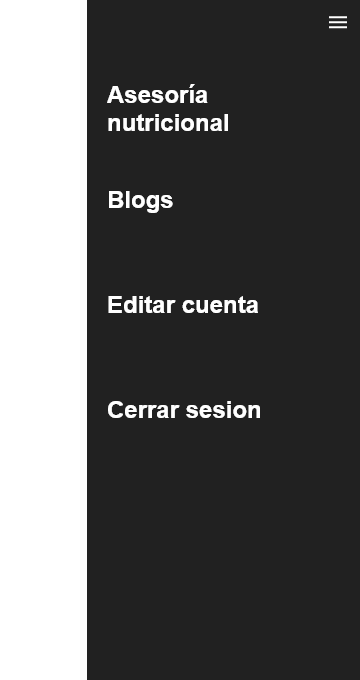 Asesoría
nutricional
Blogs
Editar cuenta
Cerrar sesion